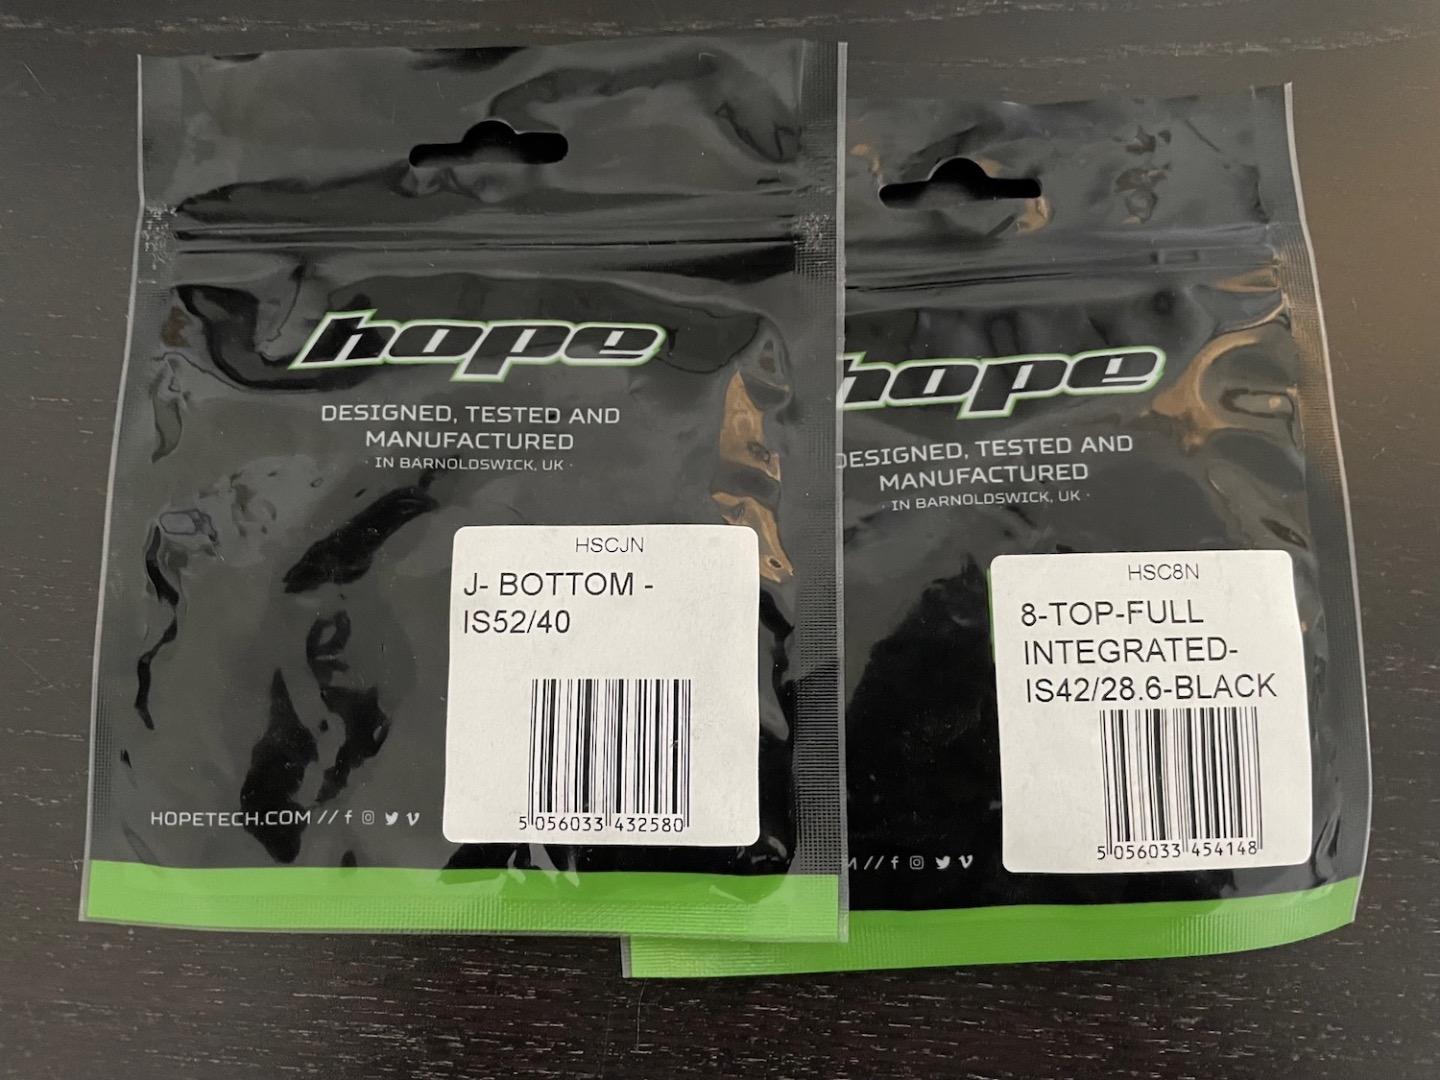 hope
DESIGNED, TESTED AND
MANUFACTURED
· IN BARNOLDSWICK, UK ·
HSCJN
J- BOTTOM -
IS52/40
5 056033 432580
HOPETECH.COM //
hope
DESIGNED, TESTED AND
MANUFACTURED
· IN BARNOLDSWICK, UK ·
HSC8N
8-TOP-FULL
INTEGRATED-
IS42/28.6-BLACK
5 056033 454148
M //